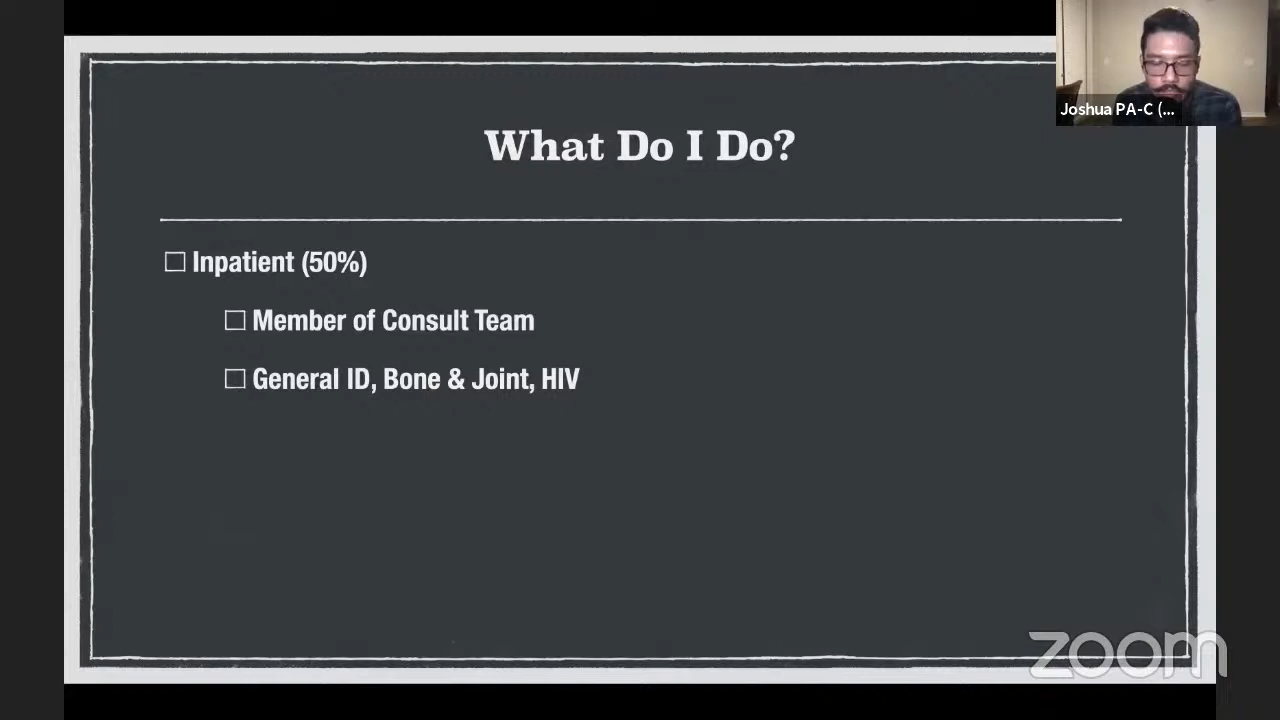 Joshua PA-C (...
What Do I Do?
Inpatient (50%)
Member of Consult Team
General ID, Bone & Joint, HIV
zoom